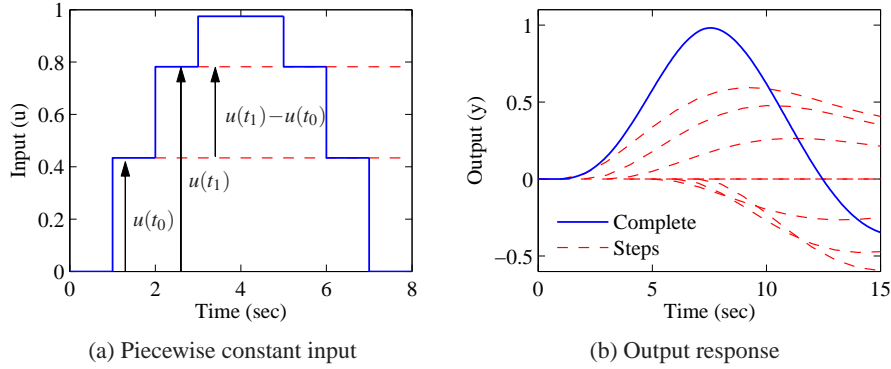 1
0.8
0.6
0.4
0.2
0
Input (u)
u(t₀)
u(t₁)
u(t₁)−u(t₀)
0 2 4 6 8
Time (sec)
(a) Piecewise constant input
1
0.5
0
−0.5
Output (y)
Complete
Steps
0 5 10 15
Time (sec)
(b) Output response